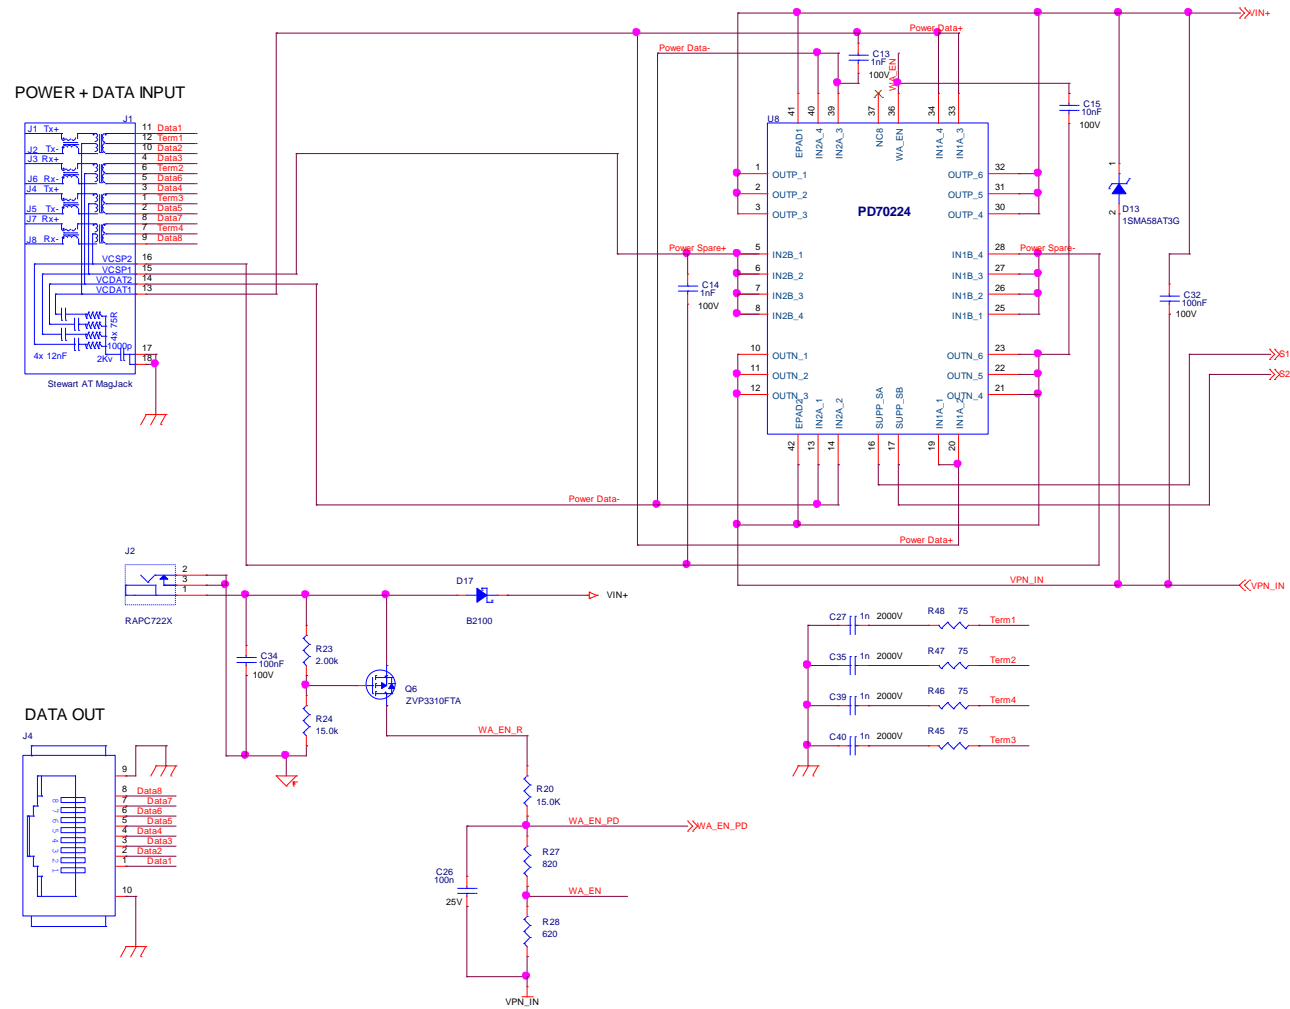 VIN+
Power Data+
Power Data-
C13
1nF
100V
WA_EN
C15
10nF
100V
POWER + DATA INPUT
J1
J1 Tx+
J2 Tx-
J3 Rx+
J6 Rx-
J4 Tx+
J5 Tx-
J7 Rx+
J8 Rx-
11 Data1
12 Term1
10 Data2
4 Data3
6 Term2
5 Data6
3 Data4
1 Term3
2 Data5
8 Data7
7 Term4
9 Data8
VCSP2 16
VCSP1 15
VCDAT2 14
VCDAT1 13
4x 75R
1000p
4x 12nF
2Kv
17
18
Stewart AT MagJack
U8
41 40 39 37 36 34 33
EPAD1
IN2A_4
IN2A_3
NC8
WA_EN
IN1A_4
IN1A_3
PD70224
1 OUTP_1
2 OUTP_2
3 OUTP_3
OUTP_6 32
OUTP_5 31
OUTP_4 30
Power Spare+
5 IN2B_1
6 IN2B_2
7 IN2B_3
8 IN2B_4
Power Spare-
IN1B_4 28
IN1B_3 27
IN1B_2 26
IN1B_1 25
10 OUTN_1
11 OUTN_2
12 OUTN_3
OUTN_6 23
OUTN_5 22
OUTN_4 21
EPAD2
IN2A_1
IN2A_2
SUPP_SA
SUPP_SB
IN1A_1
IN1A_2
42 13 14 16 17 19 20
C14
1nF
100V
1
D13
2
1SMA58AT3G
C32
100nF
100V
S1
S2
Power Data-
Power Data+
VPN_IN
VPN_IN
J2
2
3
1
RAPC722X
D17
B2100
VIN+
C34
100nF
100V
R23
2.00k
R24
15.0k
Q6
ZVP3310FTA
WA_EN_R
R20
15.0K
WA_EN_PD
WA_EN_PD
R27
820
WA_EN
R28
620
C26
100n
25V
VPN_IN
C27 1n 2000V R48 75 Term1
C35 1n 2000V R47 75 Term2
C39 1n 2000V R46 75 Term4
C40 1n 2000V R45 75 Term3
DATA OUT
J4
9
8 Data8
7 Data7
6 Data6
5 Data5
4 Data4
3 Data3
2 Data2
1 Data1
10
8
7
6
5
4
3
2
1